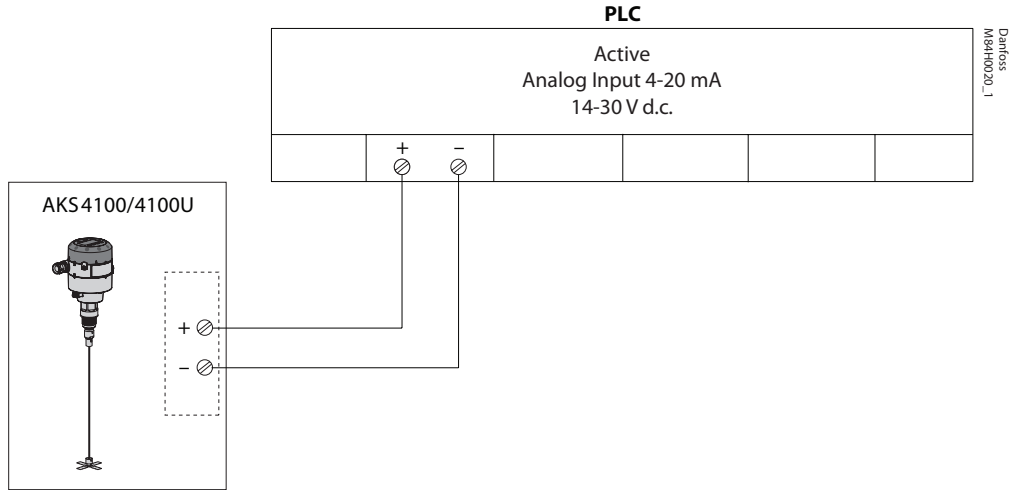 PLC
Active
Analog Input 4-20 mA
14-30 V d.c.
+ −
Danfoss
M84H0020_1
AKS 4100/4100U
+
−